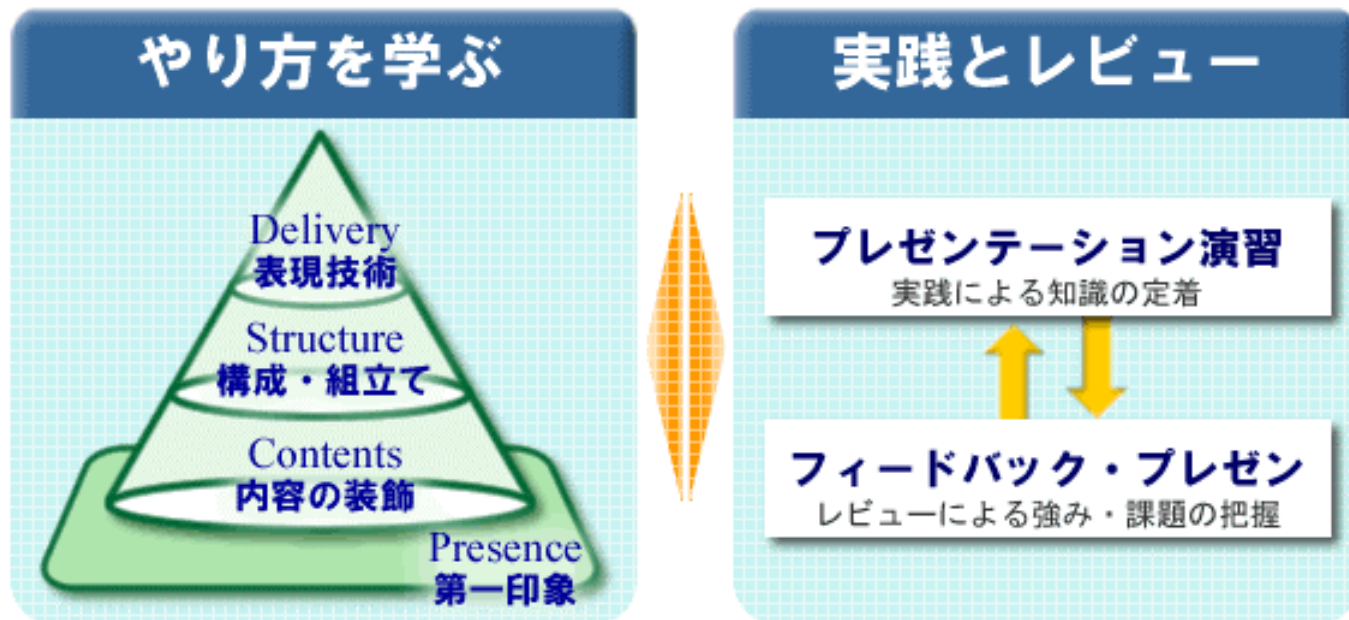 やり方を学ぶ
Delivery
表現技術
Structure
構成・組立て
Contents
内容の装飾
Presence
第一印象
実践とレビュー
プレゼンテーション演習
実践による知識の定着
フィードバック・プレゼン
レビューによる強み・課題の把握